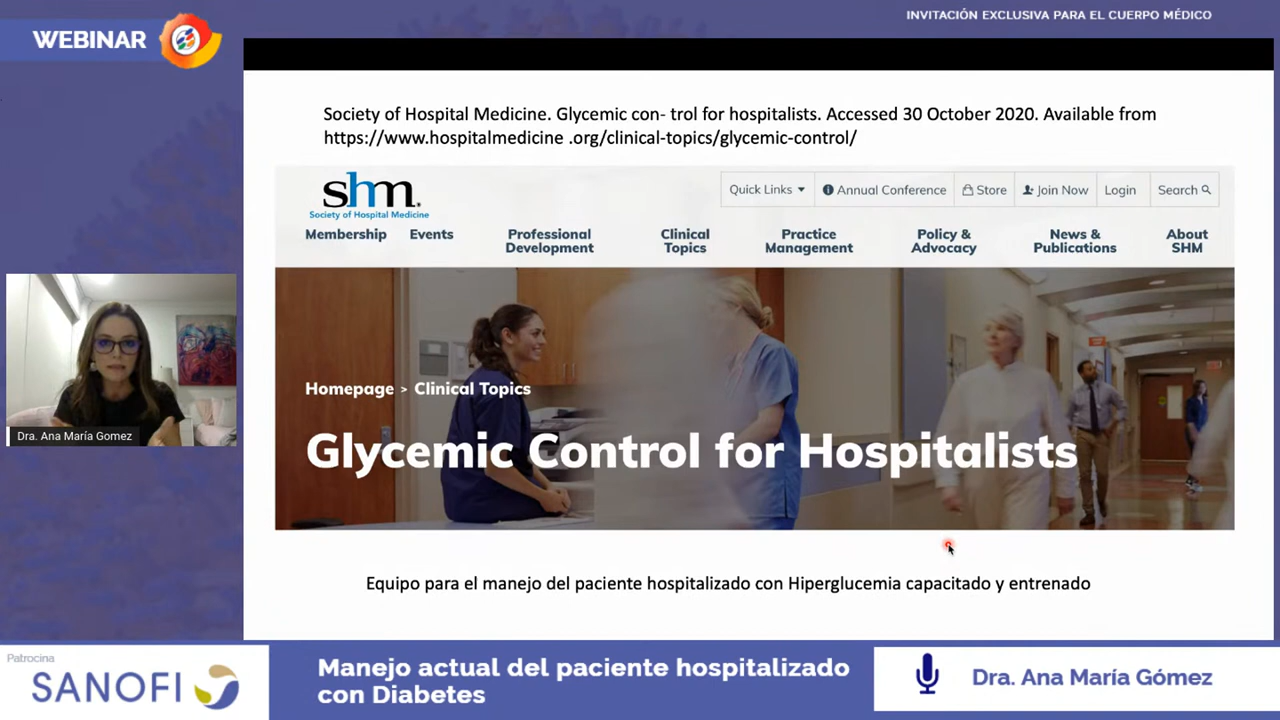 INVITACIÓN EXCLUSIVA PARA EL CUERPO MÉDICO
WEBINAR
Society of Hospital Medicine. Glycemic con- trol for hospitalists. Accessed 30 October 2020. Available from
https://www.hospitalmedicine .org/clinical-topics/glycemic-control/
shm.
Society of Hospital Medicine
Quick Links
Annual Conference
Store
Join Now
Login
Search
Membership
Events
Professional
Development
Clinical
Topics
Practice
Management
Policy &
Advocacy
News &
Publications
About
SHM
Homepage > Clinical Topics
Glycemic Control for Hospitalists
Dra. Ana María Gomez
Equipo para el manejo del paciente hospitalizado con Hiperglucemia capacitado y entrenado
Patrocina
SANOFI
Manejo actual del paciente hospitalizado
con Diabetes
Dra. Ana María Gómez